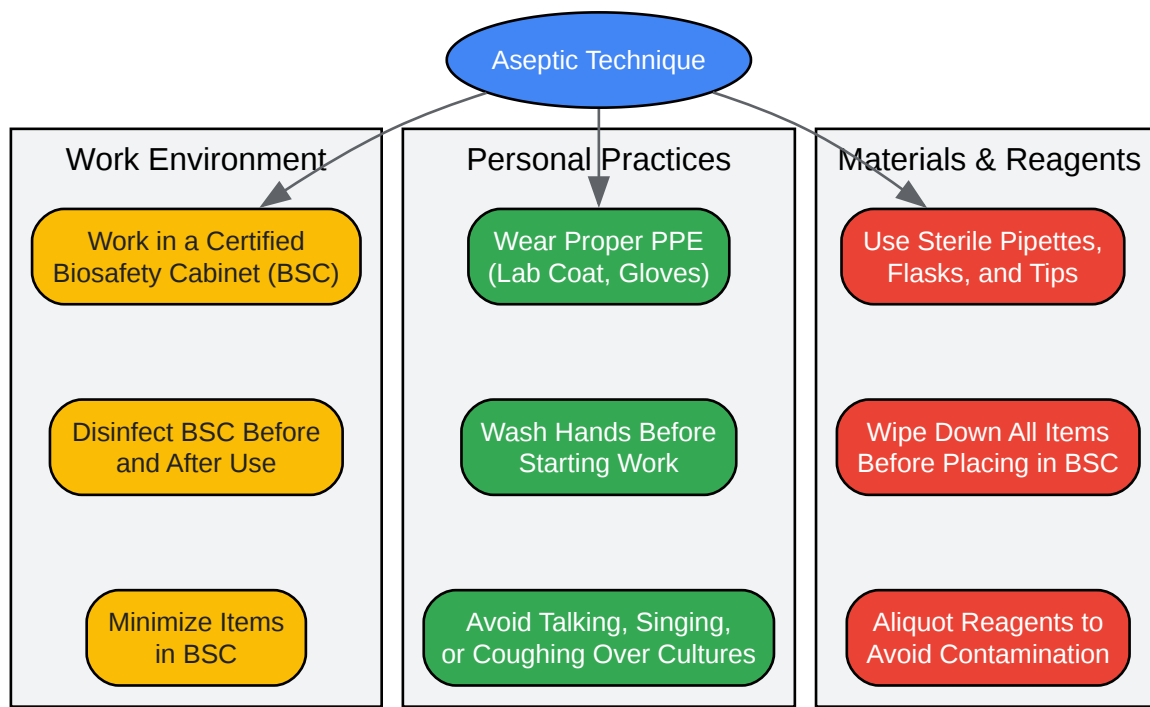 Aseptic Technique
Work Environment
Work in a Certified
Biosafety Cabinet (BSC)
Disinfect BSC Before
and After Use
Minimize Items
in BSC
Personal Practices
Wear Proper PPE
(Lab Coat, Gloves)
Wash Hands Before
Starting Work
Avoid Talking, Singing,
or Coughing Over Cultures
Materials & Reagents
Use Sterile Pipettes,
Flasks, and Tips
Wipe Down All Items
Before Placing in BSC
Aliquot Reagents to
Avoid Contamination